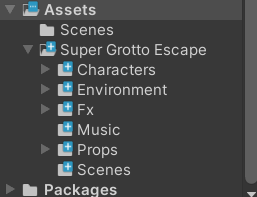 Assets
Scenes
Super Grotto Escape
Characters
Environment
Fx
Music
Props
Scenes
Packages